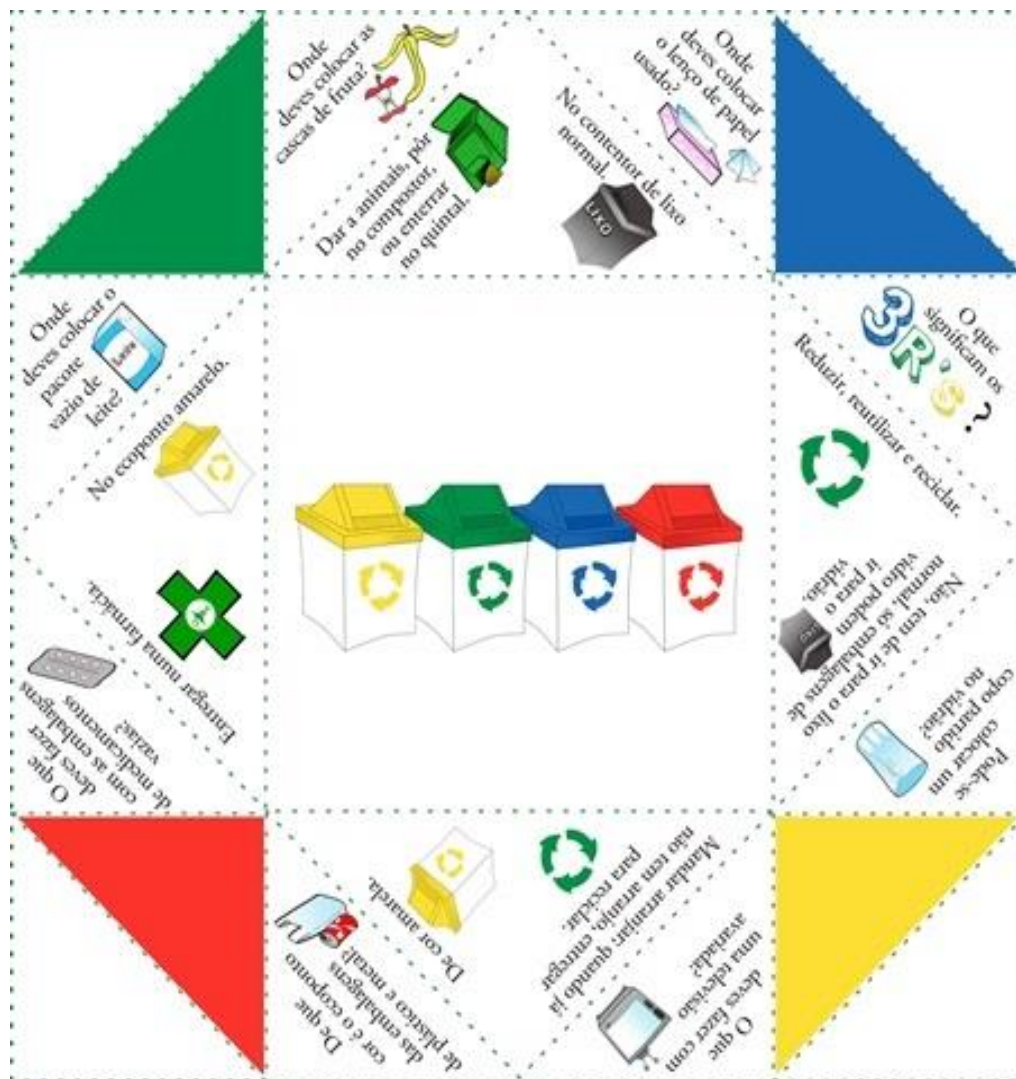 Onde
deves colocar as
cascas de fruta?
Dar a animais, pôr
no compostor,
ou enterrar
no quintal.
Onde
deves colocar
o lenço de papel
usado?
No contentor de lixo
normal.
LIXO
O que
significam os
3R's?
Reduzir, reutilizar e reciclar.
Pode-se
colocar um
copo partido
no vidrão?
Não, tem de ir para o lixo
normal, só embalagens de
vidro podem
ir para o
vidrão.
LIXO
O que
deves fazer com
uma televisão
avariada?
Mandar arranjar; quando já
não tem arranjo, entregar
para reciclar.
De que
cor é o ecoponto
das embalagens
de plástico e metal?
De cor amarela.
O que
deves fazer
com as embalagens
de medicamentos
vazias?
Entregar numa farmácia.
Onde
deves colocar o
pacote
vazio de
leite?
Leite
No ecoponto amarelo.